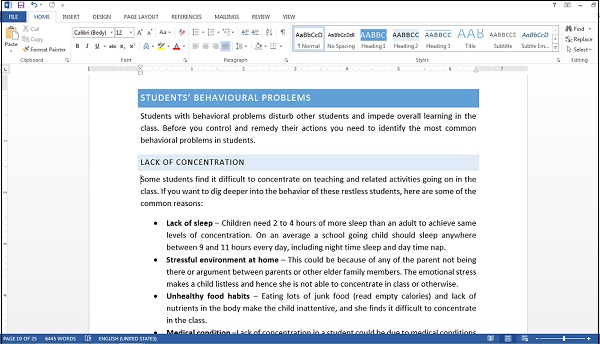 FILE HOME INSERT DESIGN PAGE LAYOUT REFERENCES MAILINGS REVIEW VIEW
Cut
Copy
Format Painter
Paste
Clipboard
Calibri (Body) 12
Font
Paragraph
AaBbCcD AaBbCcDd AABBC AABBCC AABBCC AABBCCC AaBbCcD
¶ Normal No Spacing Heading 1 Heading 2 Heading 3 Title Subtitle Subtle Em...
Styles
Find
Replace
Select
Editing
STUDENTS' BEHAVIOURAL PROBLEMS
Students with behavioral problems disturb other students and impede overall learning in the
class. Before you control and remedy their actions you need to identify the most common
behavioral problems in students.
LACK OF CONCENTRATION
Some students find it difficult to concentrate on teaching and related activities going on in the
class. If you want to dig deeper into the behavior of these restless students, here are some of the
common reasons:
• Lack of sleep – Children need 2 to 4 hours of more sleep than an adult to achieve same
levels of concentration. On an average a school going child should sleep anywhere
between 9 and 11 hours every day, including night time sleep and day time nap.
• Stressful environment at home – This could be because of any of the parent not being
there or argument between parents or other elder family members. The emotional stress
makes a child listless and hence she is not able to concentrate in class or otherwise.
• Unhealthy food habits – Eating lots of junk food (read empty calories) and lack of
nutrients in the body make the child inattentive, and she finds it difficult to concentrate
in the class.
• Medical condition –Lack of concentration in a student could be due to medical conditions
PAGE 10 OF 25 6445 WORDS ENGLISH (UNITED STATES)